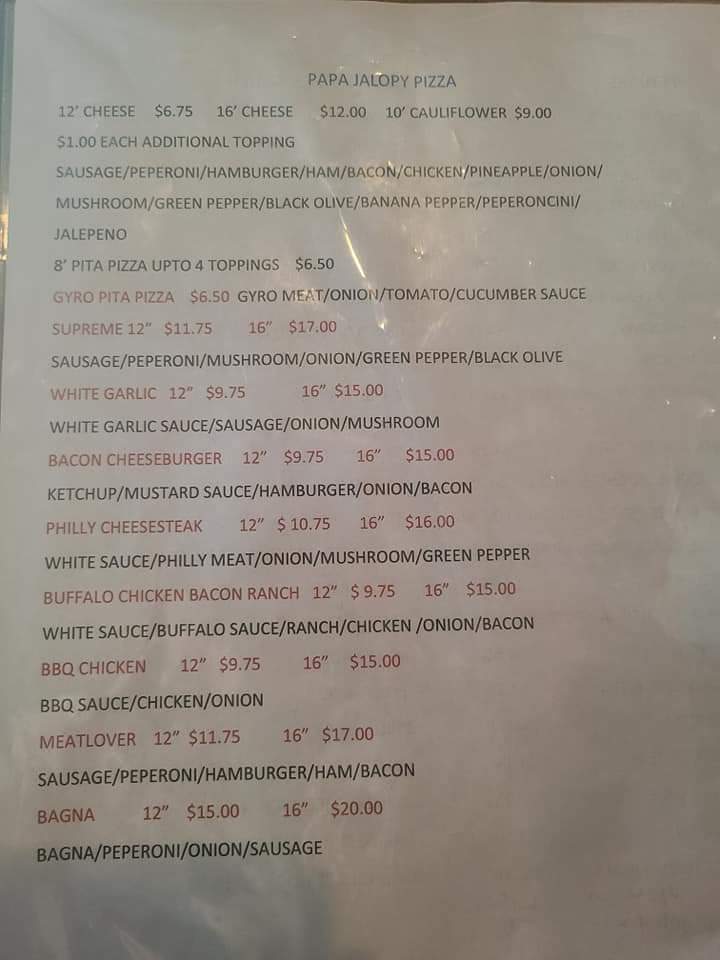 PAPA JALOPY PIZZA
12' CHEESE $6.75 16' CHEESE $12.00 10' CAULIFLOWER $9.00
$1.00 EACH ADDITIONAL TOPPING
SAUSAGE/PEPERONI/HAMBURGER/HAM/BACON/CHICKEN/PINEAPPLE/ONION/
MUSHROOM/GREEN PEPPER/BLACK OLIVE/BANANA PEPPER/PEPERONCINI/
JALEPENO
8' PITA PIZZA UPTO 4 TOPPINGS $6.50
GYRO PITA PIZZA $6.50 GYRO MEAT/ONION/TOMATO/CUCUMBER SAUCE
SUPREME 12" $11.75 16" $17.00
SAUSAGE/PEPERONI/MUSHROOM/ONION/GREEN PEPPER/BLACK OLIVE
WHITE GARLIC 12" $9.75 16" $15.00
WHITE GARLIC SAUCE/SAUSAGE/ONION/MUSHROOM
BACON CHEESEBURGER 12" $9.75 16" $15.00
KETCHUP/MUSTARD SAUCE/HAMBURGER/ONION/BACON
PHILLY CHEESESTEAK 12" $ 10.75 16" $16.00
WHITE SAUCE/PHILLY MEAT/ONION/MUSHROOM/GREEN PEPPER
BUFFALO CHICKEN BACON RANCH 12" $ 9.75 16" $15.00
WHITE SAUCE/BUFFALO SAUCE/RANCH/CHICKEN /ONION/BACON
BBQ CHICKEN 12" $9.75 16" $15.00
BBQ SAUCE/CHICKEN/ONION
MEATLOVER 12" $11.75 16" $17.00
SAUSAGE/PEPERONI/HAMBURGER/HAM/BACON
BAGNA 12" $15.00 16" $20.00
BAGNA/PEPERONI/ONION/SAUSAGE